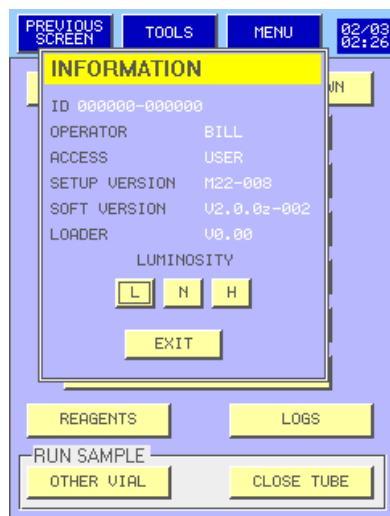 PREVIOUS SCREEN
TOOLS
MENU
02/03
02:26
INFORMATION
ID 000000-000000
OPERATOR BILL
ACCESS USER
SETUP VERSION M22-008
SOFT VERSION V2.0.0z-002
LOADER V0.00
LUMINOSITY
L N H
EXIT
REAGENTS LOGS
RUN SAMPLE
OTHER VIAL CLOSE TUBE